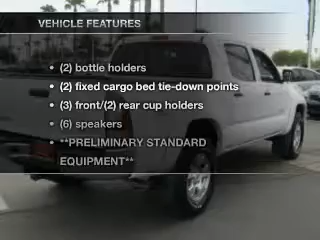 VEHICLE FEATURES
• (2) bottle holders
• (2) fixed cargo bed tie-down points
• (3) front/(2) rear cup holders
• (6) speakers
• **PRELIMINARY STANDARD
EQUIPMENT**